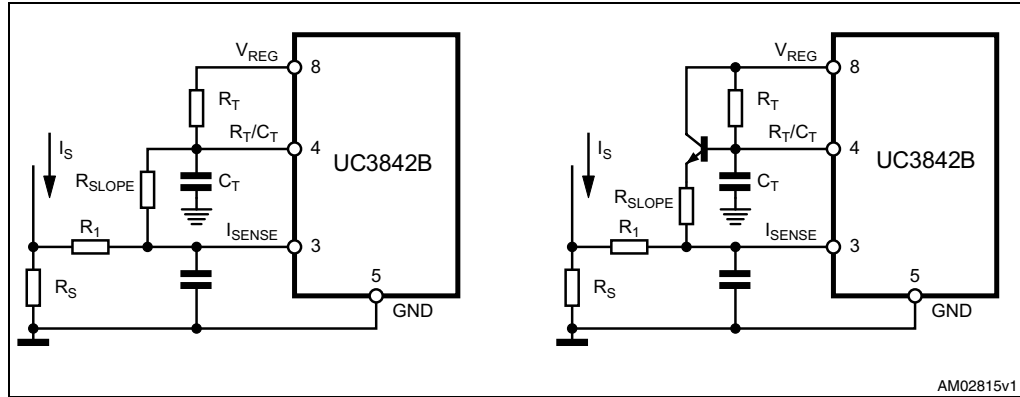 V_REG
8
R_T
R_T/C_T
4
I_S
UC3842B
R_SLOPE
C_T
R_1
I_SENSE
3
R_S
5
GND
V_REG
8
R_T
R_T/C_T
4
I_S
UC3842B
R_SLOPE
C_T
R_1
I_SENSE
3
R_S
5
GND
AM02815v1